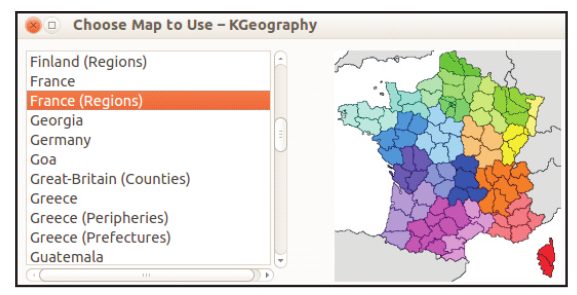 Choose Map to Use – KGeography
Finland (Regions)
France
France (Regions)
Georgia
Germany
Goa
Great-Britain (Counties)
Greece
Greece (Peripheries)
Greece (Prefectures)
Guatemala